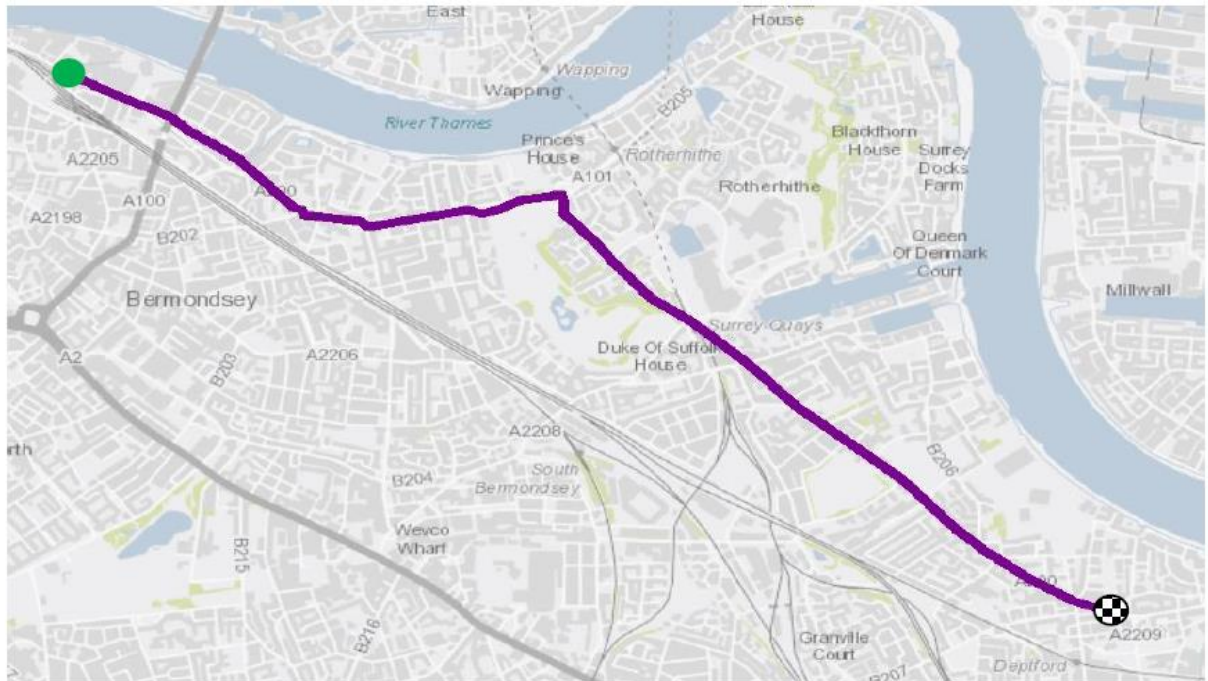 East
House
Wapping
Wapping
B205
River Thames
Prince's
House
Rotherhithe
A101
Blackthorn
House
Surrey
Docks
Farm
A2205
Rotherhithe
A2198
A100
B202
Queen
Of Denmark
Court
Bermondsey
Millwall
Surrey Quays
A2
B203
A2206
Duke Of Suffolk
House
A2208
rth
B204
South
Bermondsey
B206
Wevco
Wharf
B215
B216
A2209
Granville
Court
Deptford
B207